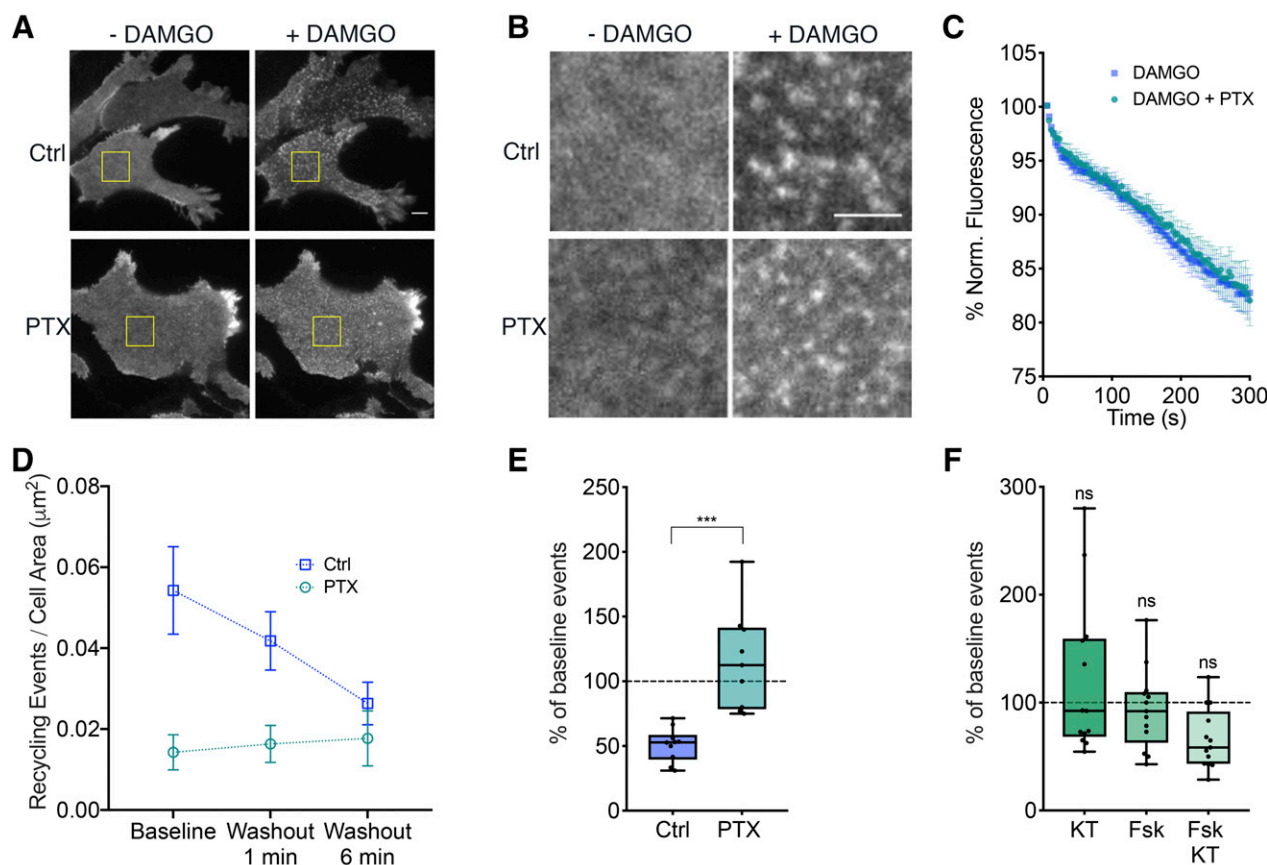 A
- DAMGO
+ DAMGO
Ctrl
PTX
B
- DAMGO
+ DAMGO
Ctrl
PTX
C
% Norm. Fluorescence
105
100
95
90
85
80
75
0
100
200
300
Time (s)
DAMGO
DAMGO + PTX
D
Recycling Events / Cell Area (μm²)
0.08
0.06
0.04
0.02
0.00
Ctrl
PTX
Baseline
Washout
1 min
Washout
6 min
E
% of baseline events
250
200
150
100
50
0
***
Ctrl
PTX
F
% of baseline events
300
200
100
0
ns
ns
ns
KT
Fsk
Fsk
KT